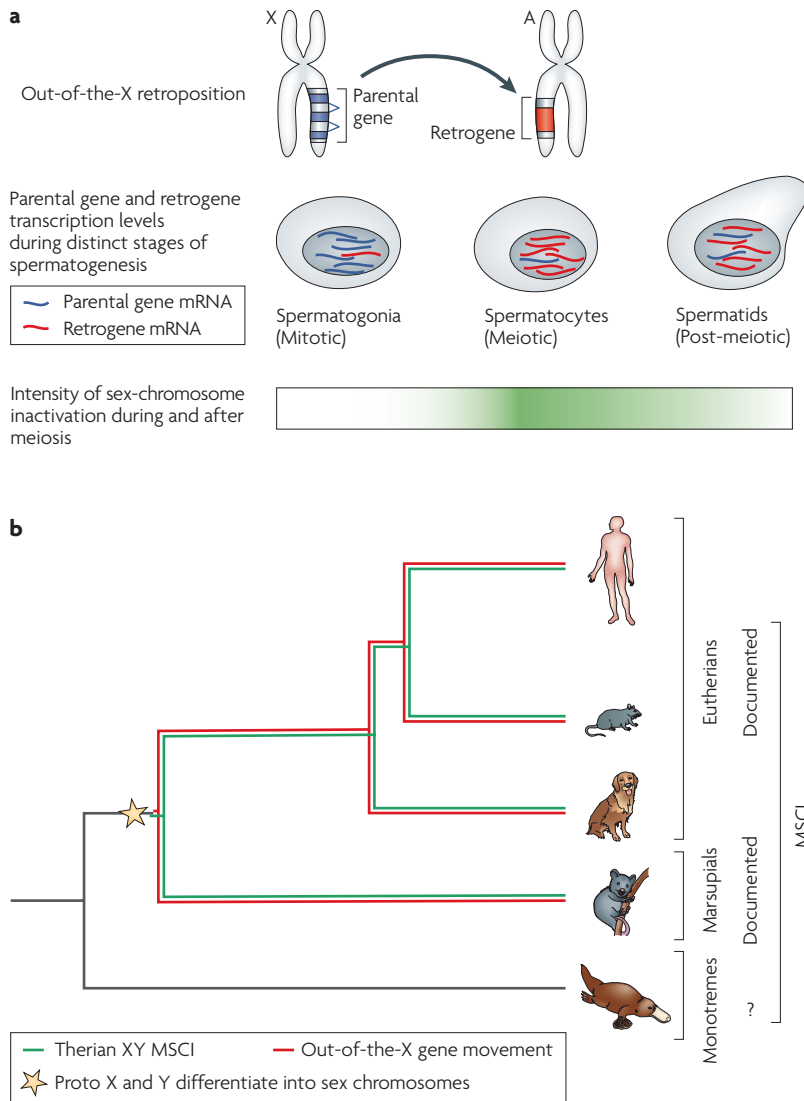 a
X
A
Out-of-the-X retroposition
Parental
gene
Retrogene
Parental gene and retrogene
transcription levels
during distinct stages of
spermatogenesis
Parental gene mRNA
Retrogene mRNA
Spermatogonia
(Mitotic)
Spermatocytes
(Meiotic)
Spermatids
(Post-meiotic)
Intensity of sex-chromosome
inactivation during and after
meiosis
b
Eutherians
Documented
MSCI
Marsupials
Documented
Monotremes
?
Therian XY MSCI
Out-of-the-X gene movement
Proto X and Y differentiate into sex chromosomes